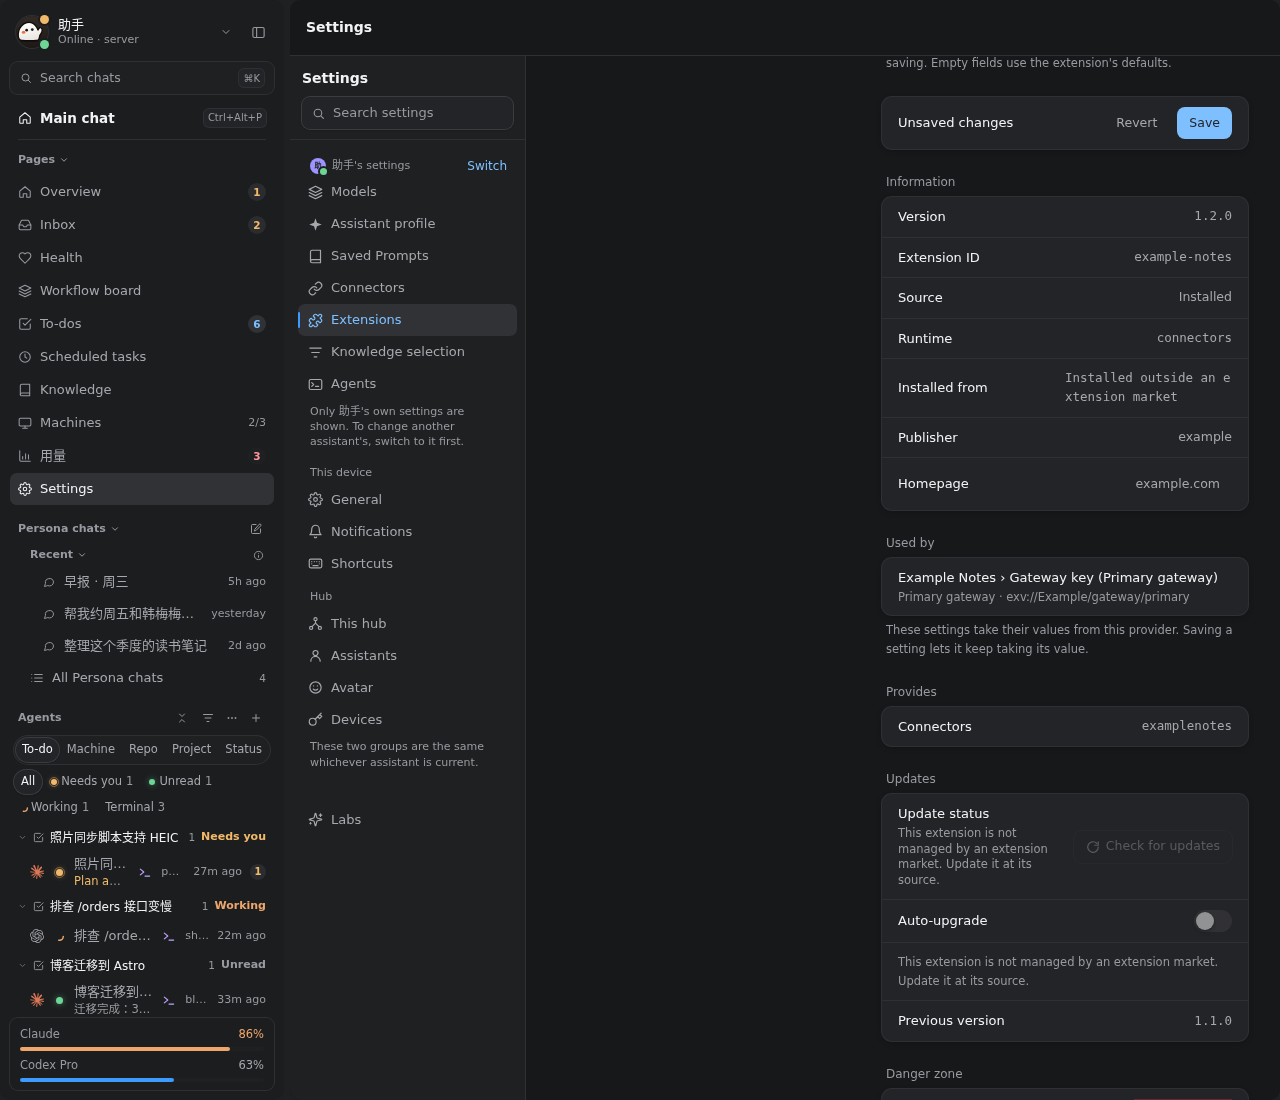 助手
Online · server
Search chats
⌘K
Main chat
Ctrl+Alt+P
Pages
Overview
1
Inbox
2
Health
Workflow board
To-dos
6
Scheduled tasks
Knowledge
Machines
2/3
用量
3
Settings
Persona chats
Recent
早报 · 周三
5h ago
帮我约周五和韩梅梅…
yesterday
整理这个季度的读书笔记
2d ago
All Persona chats
4
Agents
To-do
Machine
Repo
Project
Status
All
Needs you 1
Unread 1
Working 1
Terminal 3
照片同步脚本支持 HEIC
1
Needs you
照片同…
p…
27m ago
1
Plan a…
排查 /orders 接口变慢
1
Working
排查 /orde…
sh…
22m ago
博客迁移到 Astro
1
Unread
博客迁移到…
bl…
33m ago
迁移完成：3…
Claude
86%
Codex Pro
63%
Settings
Settings
Search settings
助手's settings
Switch
Models
Assistant profile
Saved Prompts
Connectors
Extensions
Knowledge selection
Agents
Only 助手's own settings are
shown. To change another
assistant's, switch to it first.
This device
General
Notifications
Shortcuts
Hub
This hub
Assistants
Avatar
Devices
These two groups are the same
whichever assistant is current.
Labs
saving. Empty fields use the extension's defaults.
Unsaved changes
Revert
Save
Information
Version
1.2.0
Extension ID
example-notes
Source
Installed
Runtime
connectors
Installed from
Installed outside an e
xtension market
Publisher
example
Homepage
example.com
Used by
Example Notes › Gateway key (Primary gateway)
Primary gateway · exv://Example/gateway/primary
These settings take their values from this provider. Saving a
setting lets it keep taking its value.
Provides
Connectors
examplenotes
Updates
Update status
This extension is not
managed by an extension
market. Update it at its
source.
Check for updates
Auto-upgrade
This extension is not managed by an extension market.
Update it at its source.
Previous version
1.1.0
Danger zone